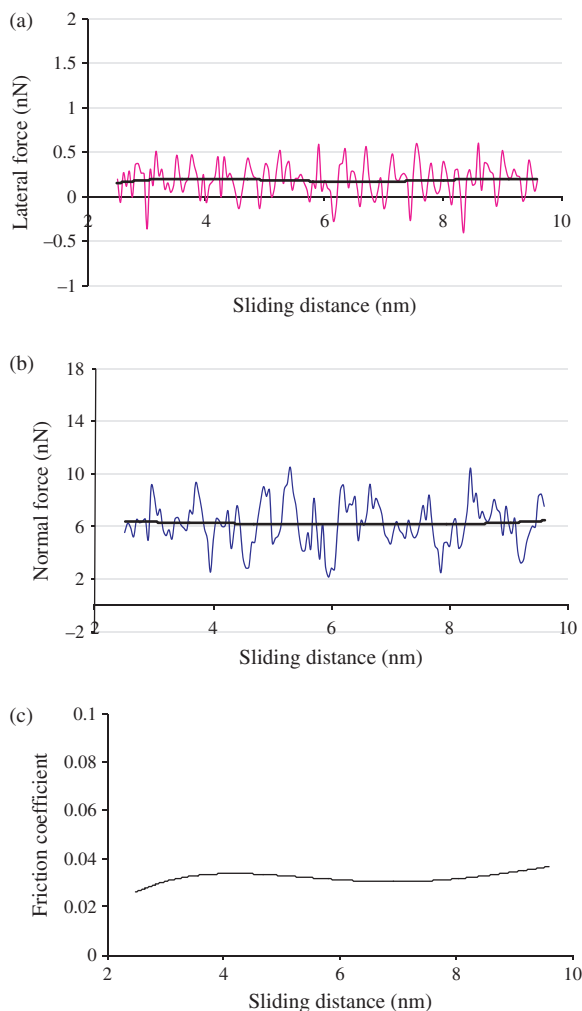 (a)
Lateral force (nN)
2
1.5
1
0.5
0
−0.5
−1
2 4 6 8 10
Sliding distance (nm)
(b)
Normal force (nN)
18
14
10
6
2
−2
2 4 6 8 10
Sliding distance (nm)
(c)
Friction coefficient
0.1
0.08
0.06
0.04
0.02
0
2 4 6 8 10
Sliding distance (nm)